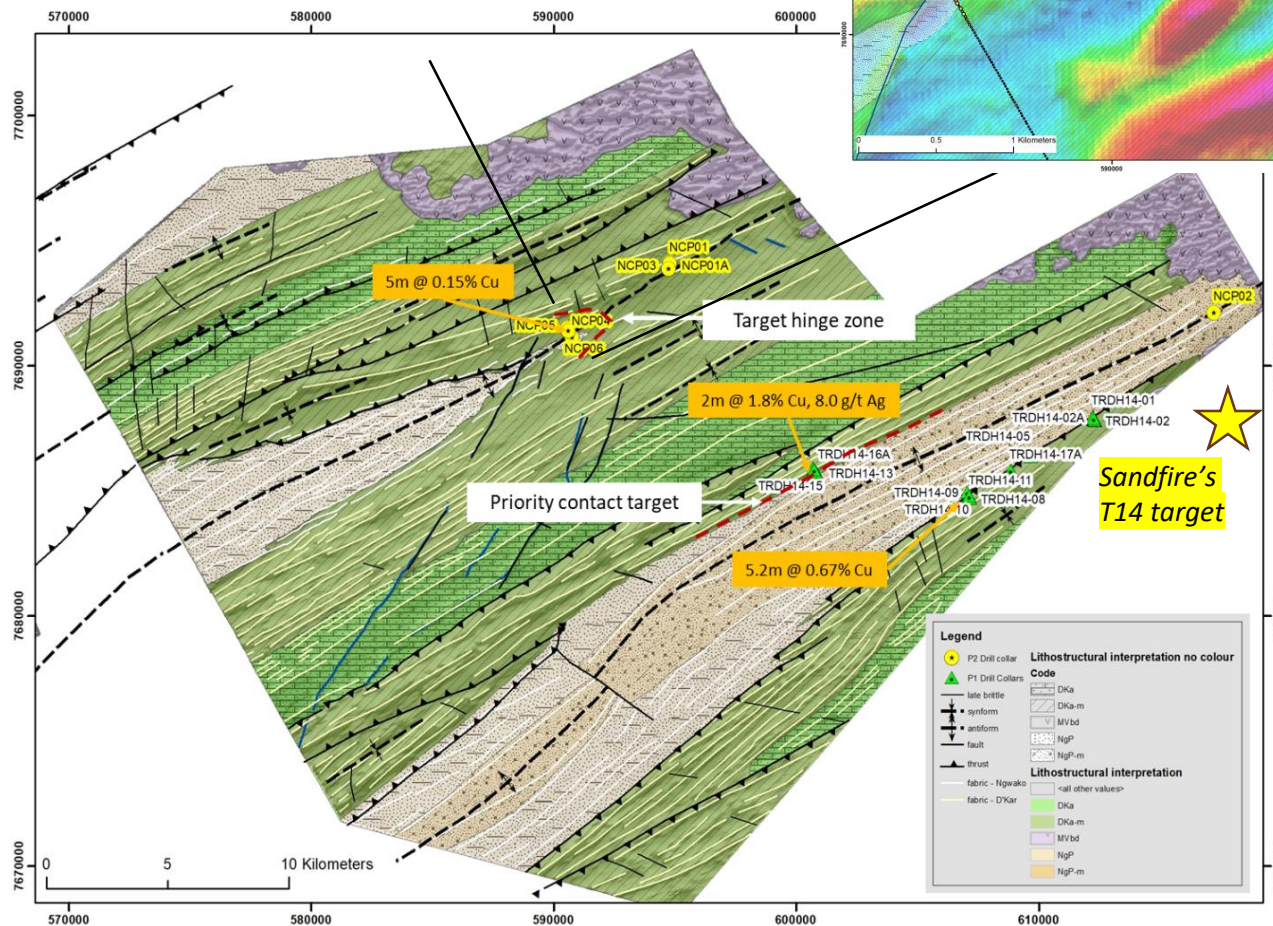 570000
580000
590000
600000
7690000
0
0.5
1 Kilometers
590000
7700000
7700000
7690000
7690000
7680000
7680000
7670000
7670000
5m @ 0.15% Cu
NCP01
NCP03
NCP01A
NCP02
NCP05
NCP04
NCP06
Target hinge zone
2m @ 1.8% Cu, 8.0 g/t Ag
TRDH14-01
TRDH14-02A
TRDH14-02
TRDH14-05
TRDH14-16A
TRDH14-17A
TRDH14-13
TRDH14-11
TRDH14-15
TRDH14-09
TRDH14-08
TRDH14-10
Sandfire's
T14 target
Priority contact target
5.2m @ 0.67% Cu
Legend
P2 Drill collar
P1 Drill Collars
late brittle
synform
antiform
fault
thrust
fabric - Ngwako
fabric - D'Kar
Lithostructural interpretation no colour
Code
DKa
DKa-m
MVbd
NgP
NgP-m
Lithostructural interpretation
<all other values>
DKa
DKa-m
MVbd
NgP
NgP-m
0
5
10 Kilometers
570000
580000
590000
600000
610000